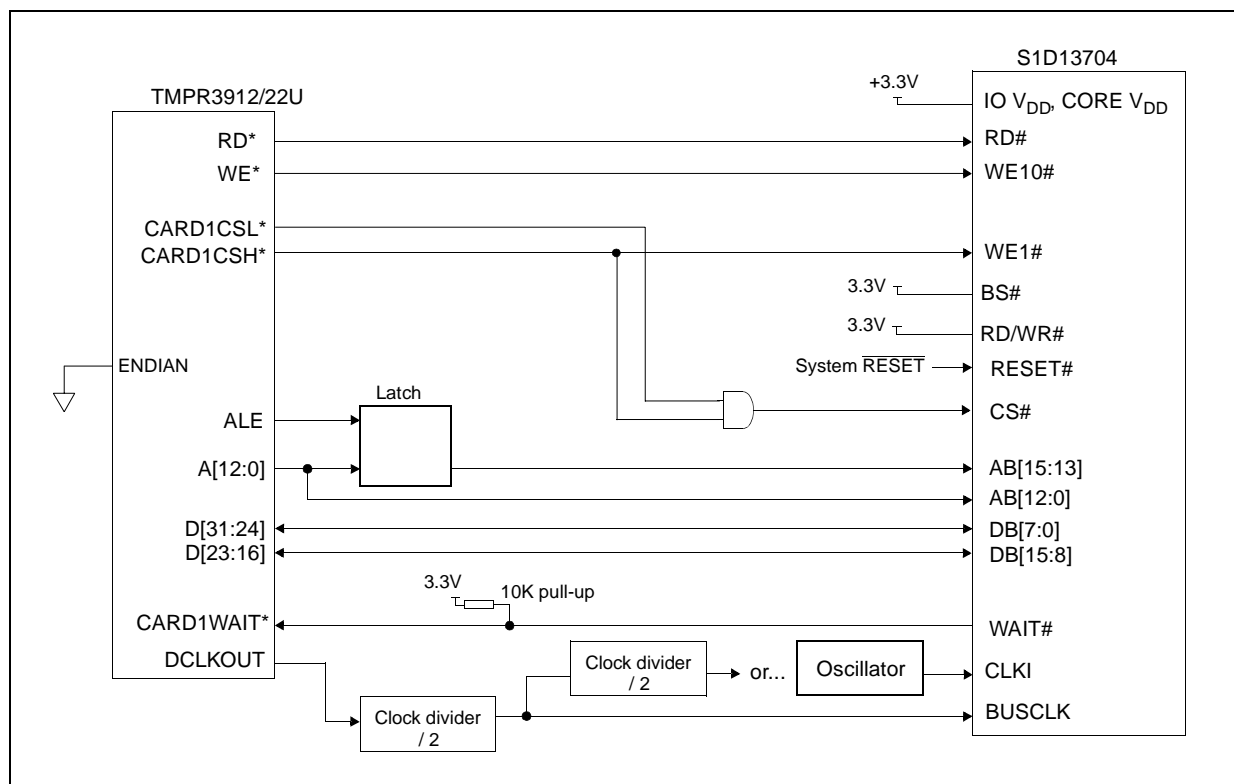 S1D13704
TMPR3912/22U
+3.3V
IO VDD, CORE VDD
RD*
RD#
WE*
WE10#
CARD1CSL*
CARD1CSH*
WE1#
3.3V
BS#
3.3V
RD/WR#
ENDIAN
System RESET
RESET#
Latch
ALE
CS#
A[12:0]
AB[15:13]
AB[12:0]
D[31:24]
DB[7:0]
D[23:16]
DB[15:8]
3.3V
10K pull-up
CARD1WAIT*
WAIT#
DCLKOUT
Clock divider
/ 2
or...
Oscillator
CLKI
Clock divider
/ 2
BUSCLK